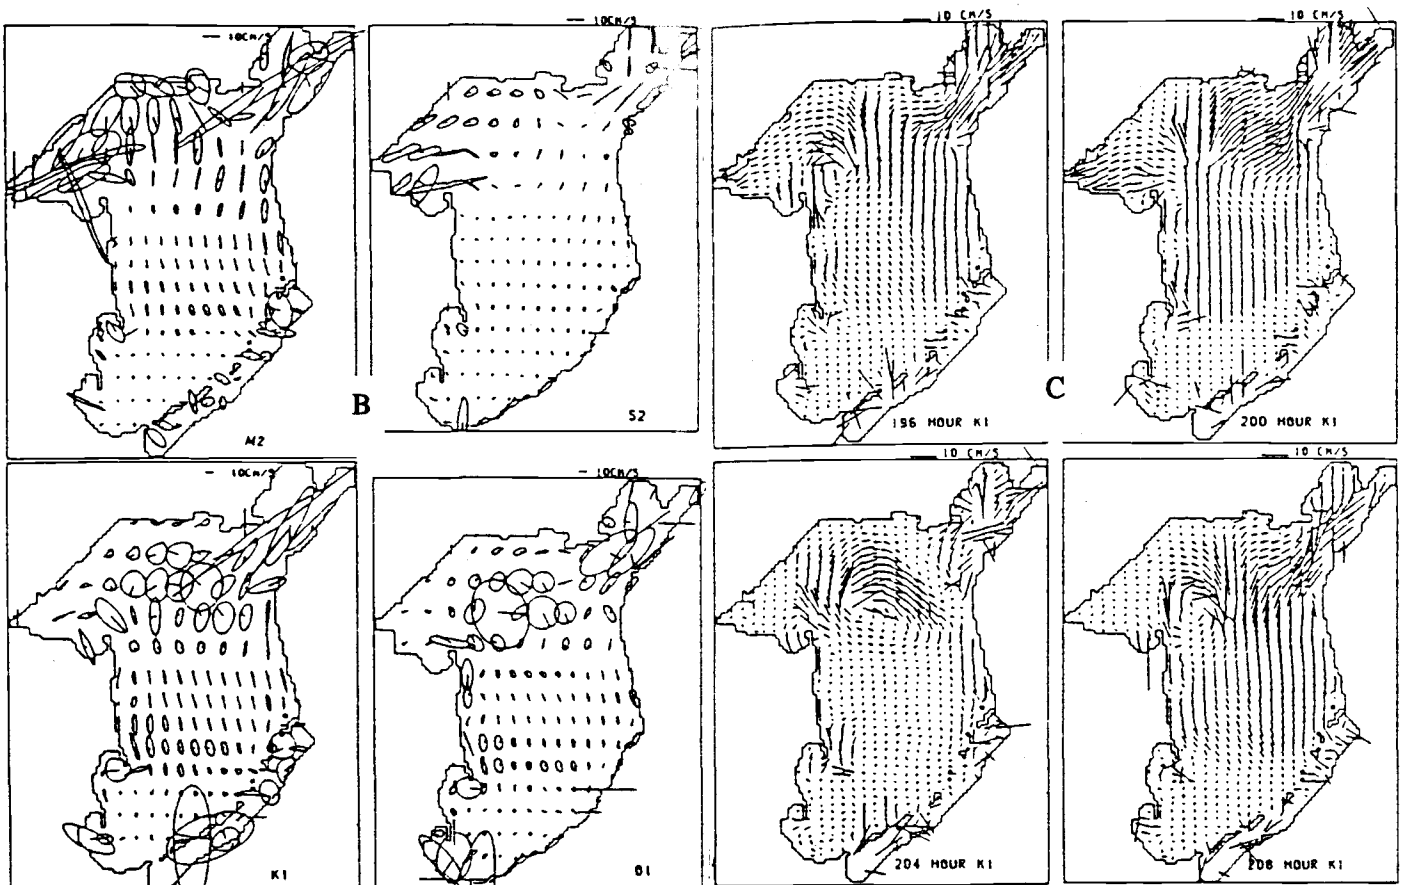 10CM/S
10CM/S
10 CM/S
10 CM/S
B
C
M2
S2
196 HOUR K1
200 HOUR K1
10CM/S
10CM/S
10 CM/S
10 CM/S
K1
O1
204 HOUR K1
208 HOUR K1